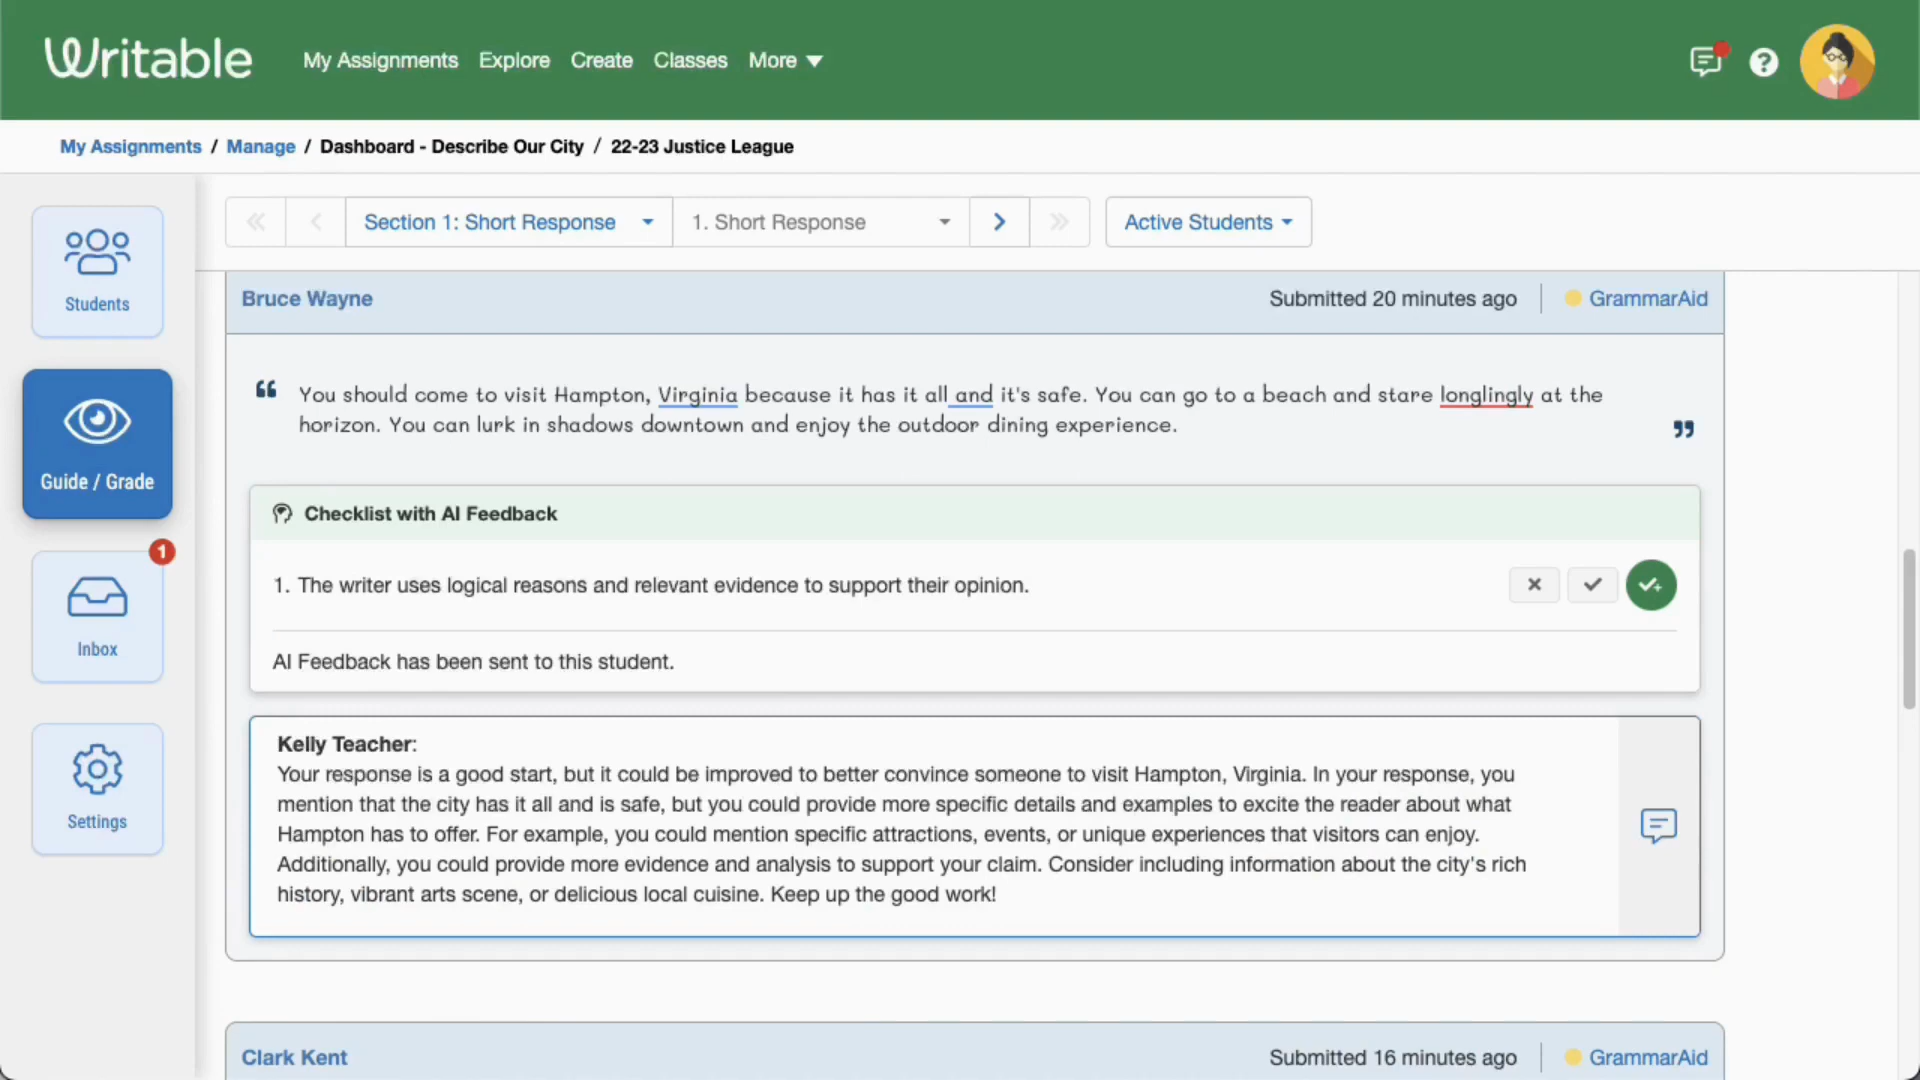 Writable My Assignments Explore Create Classes More
My Assignments / Manage / Dashboard - Describe Our City / 22-23 Justice League
Students
Guide / Grade
1
Inbox
Settings
Section 1: Short Response 1. Short Response Active Students
Bruce Wayne Submitted 20 minutes ago GrammarAid
“ You should come to visit Hampton, Virginia because it has it all and it's safe. You can go to a beach and stare longlingly at the
horizon. You can lurk in shadows downtown and enjoy the outdoor dining experience. ”
Checklist with AI Feedback
1. The writer uses logical reasons and relevant evidence to support their opinion.
AI Feedback has been sent to this student.
Kelly Teacher:
Your response is a good start, but it could be improved to better convince someone to visit Hampton, Virginia. In your response, you
mention that the city has it all and is safe, but you could provide more specific details and examples to excite the reader about what
Hampton has to offer. For example, you could mention specific attractions, events, or unique experiences that visitors can enjoy.
Additionally, you could provide more evidence and analysis to support your claim. Consider including information about the city's rich
history, vibrant arts scene, or delicious local cuisine. Keep up the good work!
Clark Kent Submitted 16 minutes ago GrammarAid